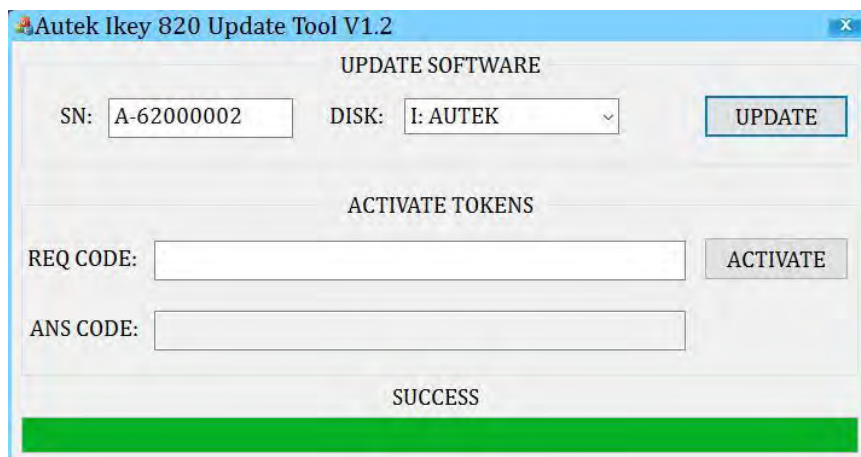 Autek Ikey 820 Update Tool V1.2 x
UPDATE SOFTWARE
SN: A-62000002 DISK: I: AUTEK UPDATE
ACTIVATE TOKENS
REQ CODE: ACTIVATE
ANS CODE:
SUCCESS